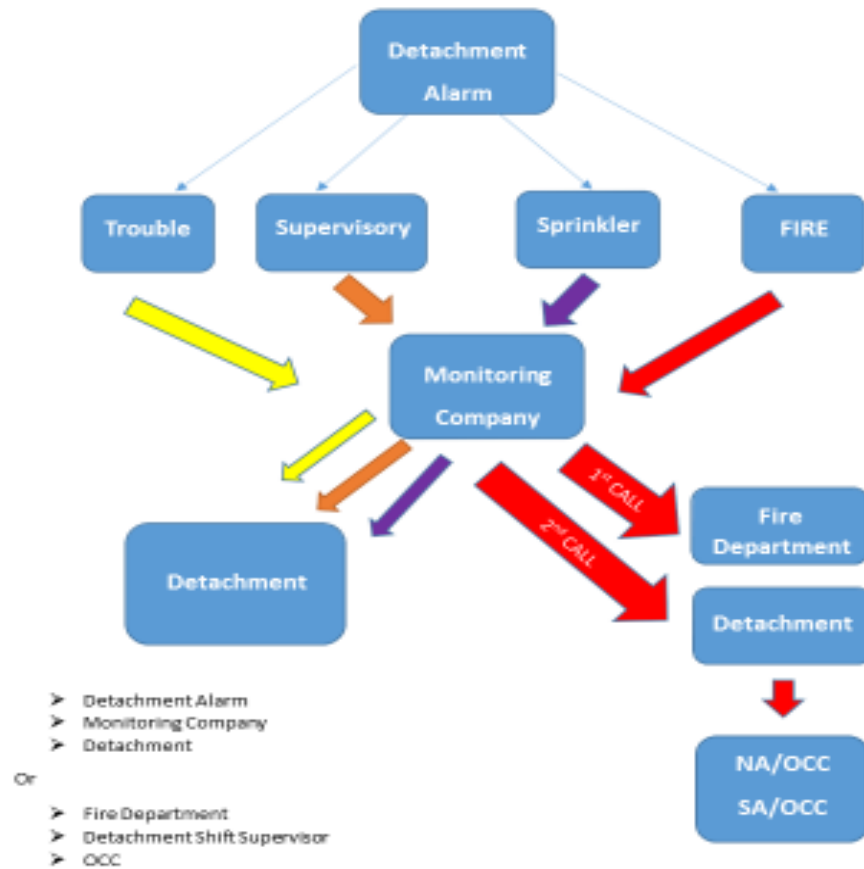 Detachment
Alarm
Trouble
Supervisory
Sprinkler
FIRE
Monitoring
Company
1st CALL
2nd CALL
Fire
Department
Detachment
Detachment
NA/OCC
SA/OCC
➢ Detachment Alarm
➢ Monitoring Company
➢ Detachment
Or
➢ Fire Department
➢ Detachment Shift Supervisor
➢ OCC